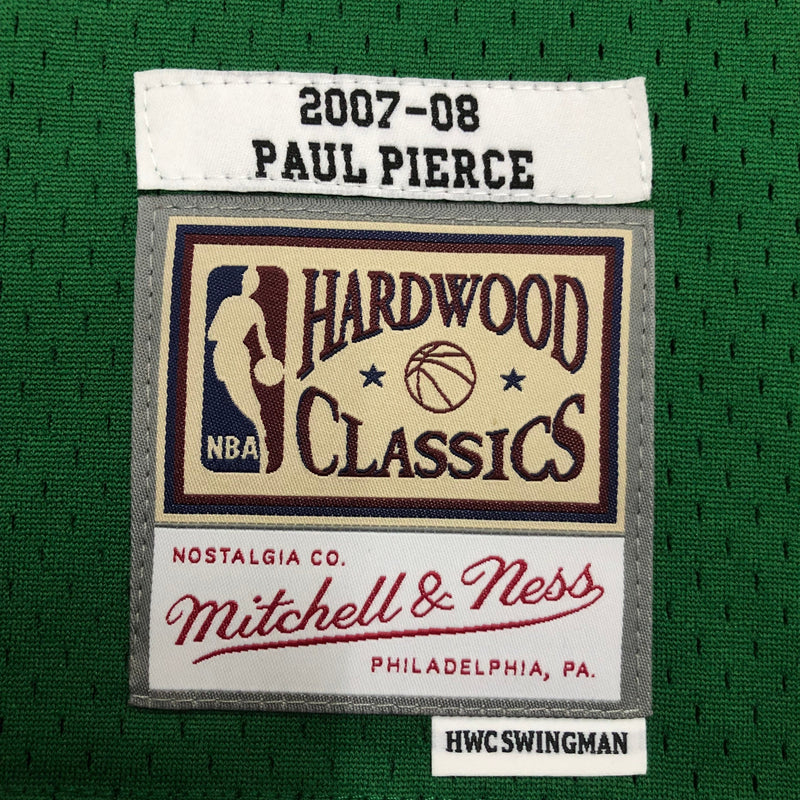 2007-08
PAUL PIERCE
HARDWOOD
NBA
CLASSICS
NOSTALGIA CO.
Mitchell & Ness
PHILADELPHIA, PA.
HWC SWINGMAN